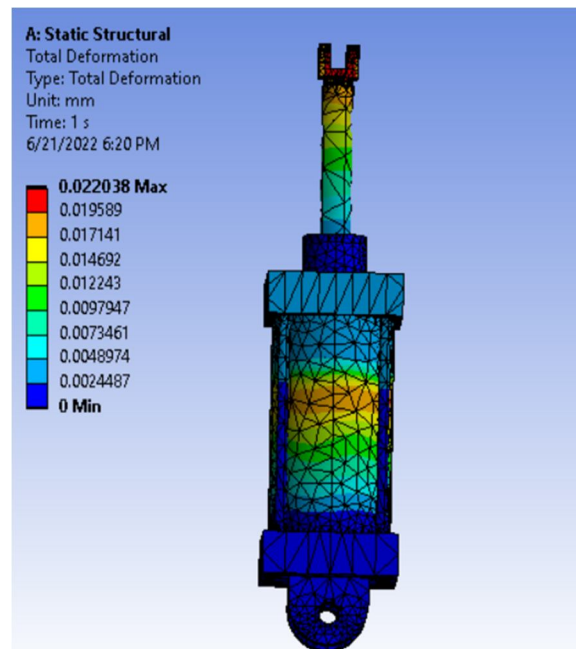 A: Static Structural
Total Deformation
Type: Total Deformation
Unit: mm
Time: 1 s
6/21/2022 6:20 PM
0.022038 Max
0.019589
0.017141
0.014692
0.012243
0.0097947
0.0073461
0.0048974
0.0024487
0 Min